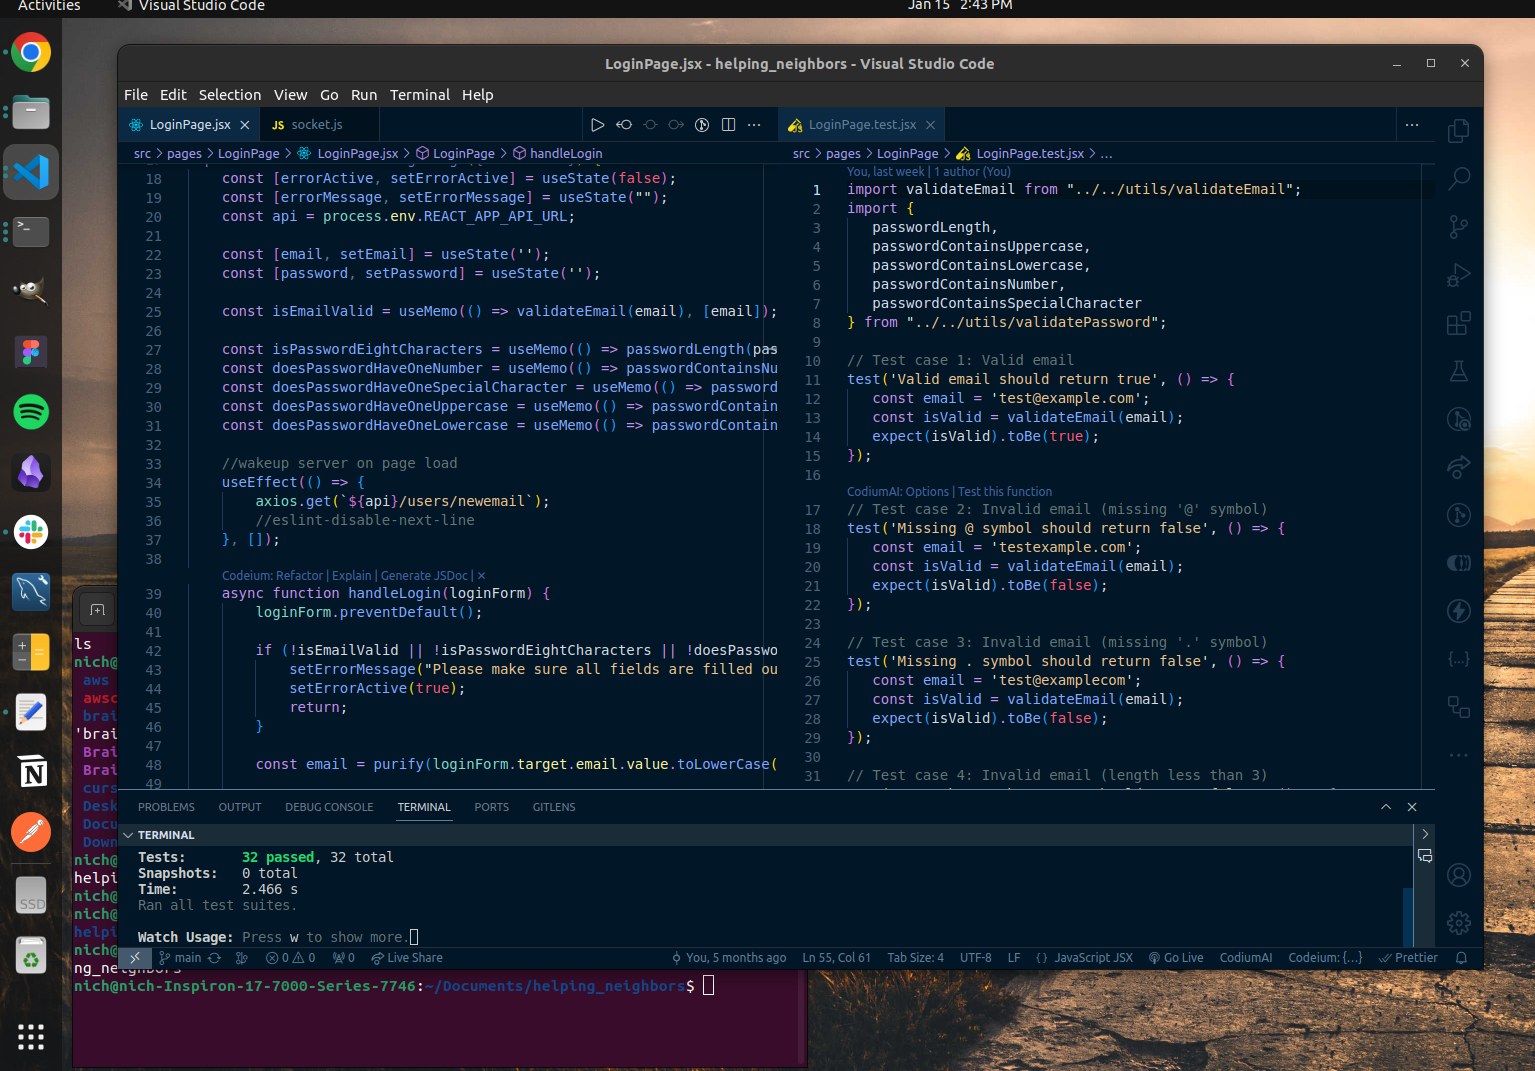 Activities
Visual Studio Code
Jan 15 2:43 PM
LoginPage.jsx - helping_neighbors - Visual Studio Code
File Edit Selection View Go Run Terminal Help
LoginPage.jsx
JS socket.js
LoginPage.test.jsx
src > pages > LoginPage > LoginPage.jsx > LoginPage > handleLogin
18 const [errorActive, setErrorActive] = useState(false);
19 const [errorMessage, setErrorMessage] = useState("");
20 const api = process.env.REACT_APP_API_URL;
21
22 const [email, setEmail] = useState('');
23 const [password, setPassword] = useState('');
24
25 const isEmailValid = useMemo(() => validateEmail(email), [email]);
26
27 const isPasswordEightCharacters = useMemo(() => passwordLength(pas
28 const doesPasswordHaveOneNumber = useMemo(() => passwordContainsNu
29 const doesPasswordHaveOneSpecialCharacter = useMemo(() => password
30 const doesPasswordHaveOneUppercase = useMemo(() => passwordContain
31 const doesPasswordHaveOneLowercase = useMemo(() => passwordContain
32
33 //wakeup server on page load
34 useEffect(() => {
35 axios.get(`${api}/users/newemail`);
36 //eslint-disable-next-line
37 }, []);
38
Codeium: Refactor | Explain | Generate JSDoc | ×
39 async function handleLogin(loginForm) {
40 loginForm.preventDefault();
41
42 if (!isEmailValid || !isPasswordEightCharacters || !doesPasswo
43 setErrorMessage("Please make sure all fields are filled ou
44 setErrorActive(true);
45 return;
46 }
47
48 const email = purify(loginForm.target.email.value.toLowerCase(
49
src > pages > LoginPage > LoginPage.test.jsx > ...
You, last week | 1 author (You)
1 import validateEmail from "../../utils/validateEmail";
2 import {
3 passwordLength,
4 passwordContainsUppercase,
5 passwordContainsLowercase,
6 passwordContainsNumber,
7 passwordContainsSpecialCharacter
8 } from "../../utils/validatePassword";
9
10 // Test case 1: Valid email
11 test('Valid email should return true', () => {
12 const email = 'test@example.com';
13 const isValid = validateEmail(email);
14 expect(isValid).toBe(true);
15 });
16
CodiumAI: Options | Test this function
17 // Test case 2: Invalid email (missing '@' symbol)
18 test('Missing @ symbol should return false', () => {
19 const email = 'testexample.com';
20 const isValid = validateEmail(email);
21 expect(isValid).toBe(false);
22 });
23
24 // Test case 3: Invalid email (missing '.' symbol)
25 test('Missing . symbol should return false', () => {
26 const email = 'test@examplecom';
27 const isValid = validateEmail(email);
28 expect(isValid).toBe(false);
29 });
30
31 // Test case 4: Invalid email (length less than 3)
PROBLEMS OUTPUT DEBUG CONSOLE TERMINAL PORTS GITLENS
TERMINAL
Tests: 32 passed, 32 total
Snapshots: 0 total
Time: 2.466 s
Ran all test suites.
Watch Usage: Press w to show more.
main 0 0 0 Live Share You, 5 months ago Ln 55, Col 61 Tab Size: 4 UTF-8 LF {} JavaScript JSX Go Live CodiumAI Codeium: {...} Prettier
ls
nich@
aws
awsc
brai
'brai
Brai
Brai
curs
Desk
Docu
Down
nich@
helpi
nich@
nich@
helpi
nich@
ng_neighbors
nich@nich-Inspiron-17-7000-Series-7746:~/Documents/helping_neighbors$
SSD